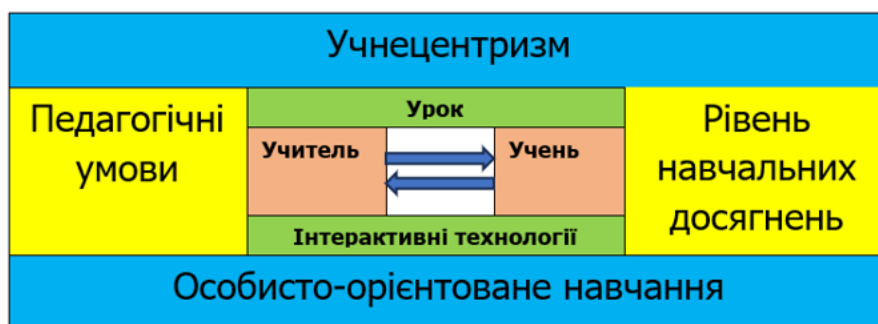 Учнецентризм
Педагогічні
умови
Урок
Учитель
Учень
Інтерактивні технології
Рівень
навчальних
досягнень
Особисто-орієнтоване навчання